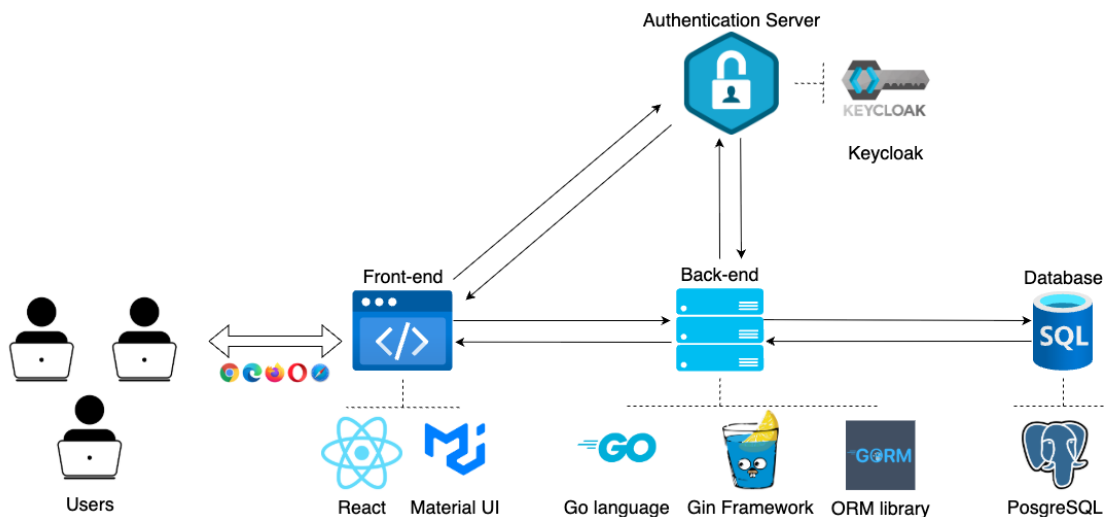 Authentication Server
KEYCLOAK
Keycloak
Front-end
Back-end
Database
</>
SQL
GO
GORM
React
Material UI
Go language
Gin Framework
ORM library
PosgreSQL
Users